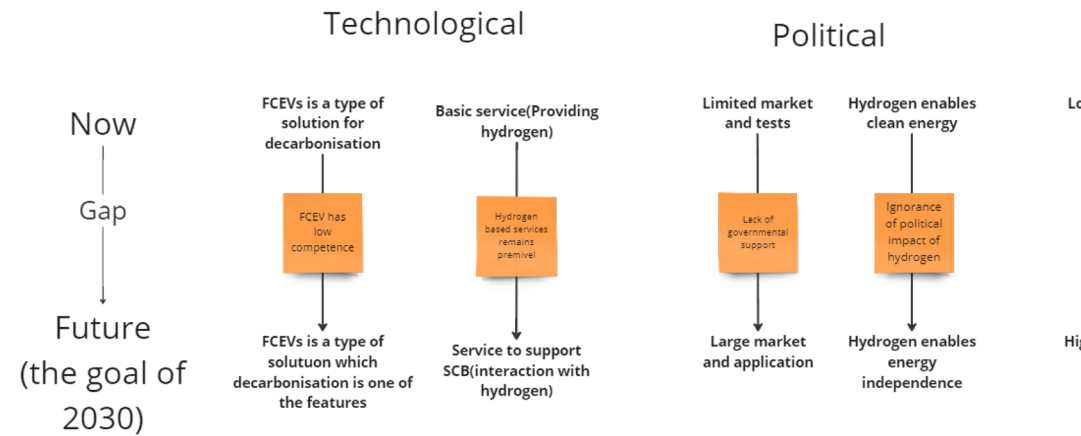 Technological
Political
Now
Gap
Future
(the goal of
2030)
FCEVs is a type of
solution for
decarbonisation
FCEV has
low
competence
FCEVs is a type of
solutuon which
decarbonisation is one of
the features
Basic service(Providing
hydrogen)
Hydrogen
based services
remains
premivel
Service to support
SCB(interaction with
hydrogen)
Limited market
and tests
Lack of
governmental
support
Large market
and application
Hydrogen enables
clean energy
Ignorance
of political
impact of
hydrogen
Hydrogen enables
energy
independence
Lo
Hig